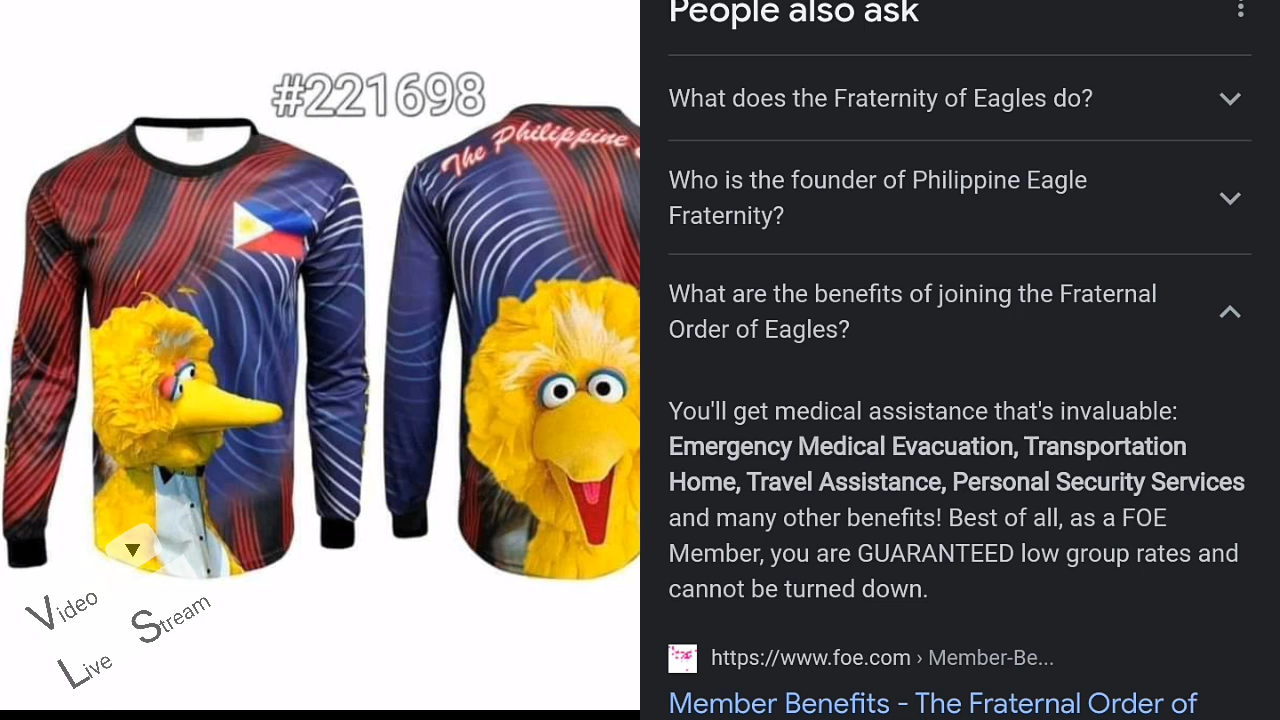 #221698
The Philippine
Video
Live Stream
People also ask
What does the Fraternity of Eagles do?
Who is the founder of Philippine Eagle
Fraternity?
What are the benefits of joining the Fraternal
Order of Eagles?
You'll get medical assistance that's invaluable:
Emergency Medical Evacuation, Transportation
Home, Travel Assistance, Personal Security Services
and many other benefits! Best of all, as a FOE
Member, you are GUARANTEED low group rates and
cannot be turned down.
https://www.foe.com › Member-Be...
Member Benefits - The Fraternal Order of